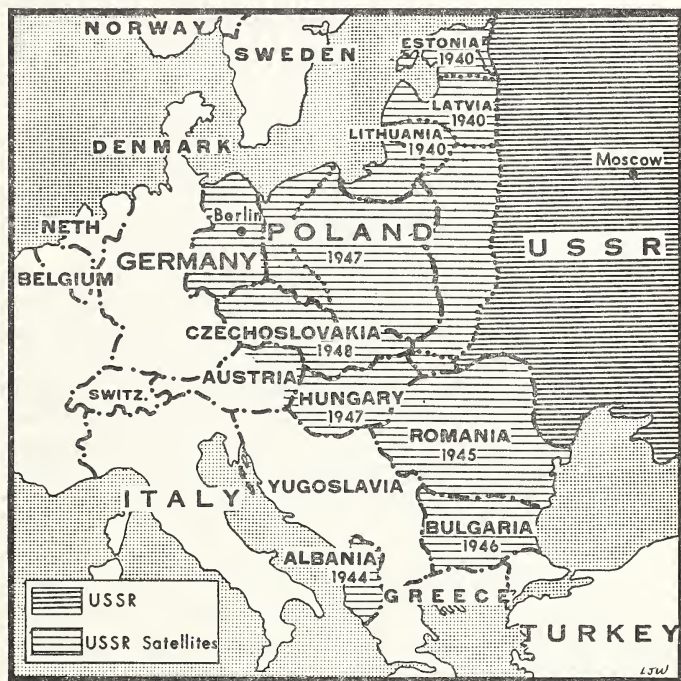 NORWAY
SWEDEN
ESTONIA
1940
LATVIA
1940
LITHUANIA
1940
DENMARK
Moscow
NETH
Berlin
POLAND
1947
USSR
GERMANY
BELGIUM
CZECHOSLOVAKIA
1948
AUSTRIA
SWITZ.
HUNGARY
1947
ROMANIA
1945
YUGOSLAVIA
ITALY
BULGARIA
1946
ALBANIA
1944
GREECE
USSR
USSR Satellites
TURKEY
LJW